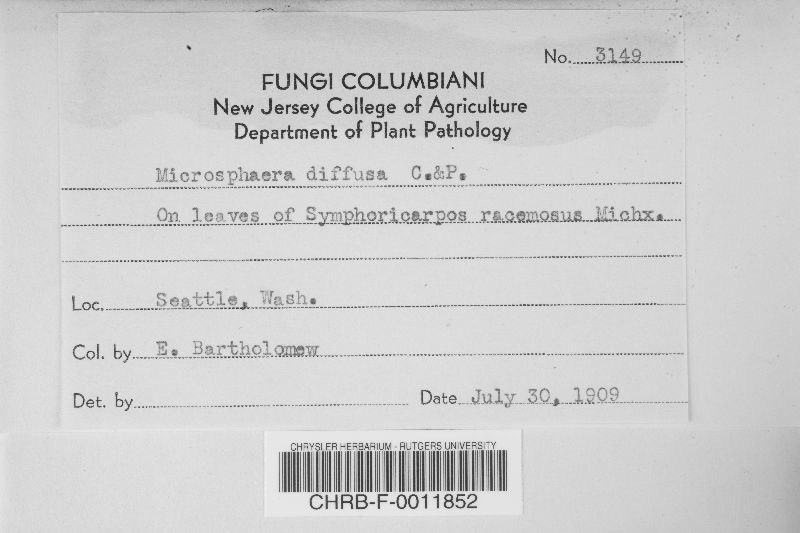 No. 3149
FUNGI COLUMBIANI
New Jersey College of Agriculture
Department of Plant Pathology
Microsphaera diffusa C.&P.
On leaves of Symphoricarpos racemosus Michx.
Loc. Seattle, Wash.
Col. by E. Bartholomew
Det. by
Date July 30, 1909
CHRYSLER HERBARIUM - RUTGERS UNIVERSITY
CHRB-F-0011852